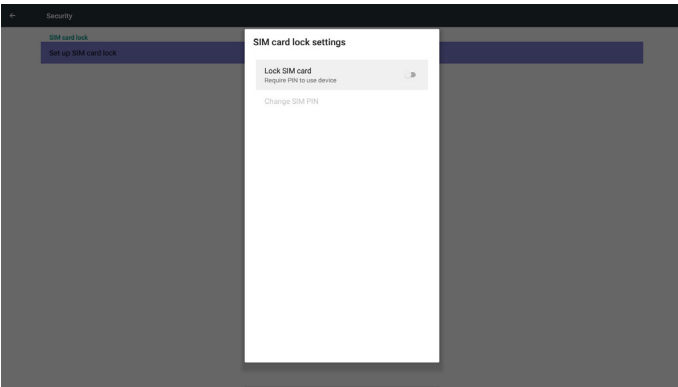 Security
SIM card lock
Set up SIM card lock
SIM card lock settings
Lock SIM card
Require PIN to use device
Change SIM PIN